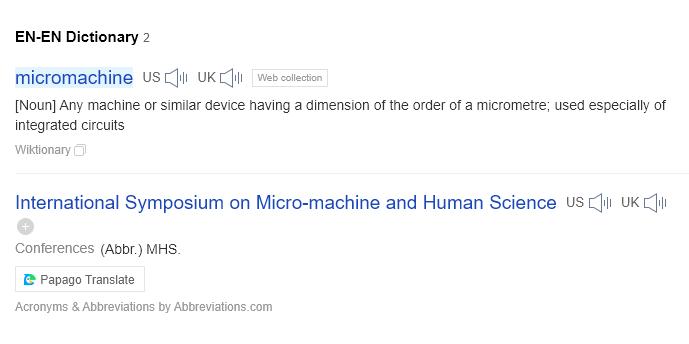 EN-EN Dictionary 2
micromachine US UK Web collection
[Noun] Any machine or similar device having a dimension of the order of a micrometre; used especially of
integrated circuits
Wiktionary
International Symposium on Micro-machine and Human Science US UK
Conferences (Abbr.) MHS.
Papago Translate
Acronyms & Abbreviations by Abbreviations.com